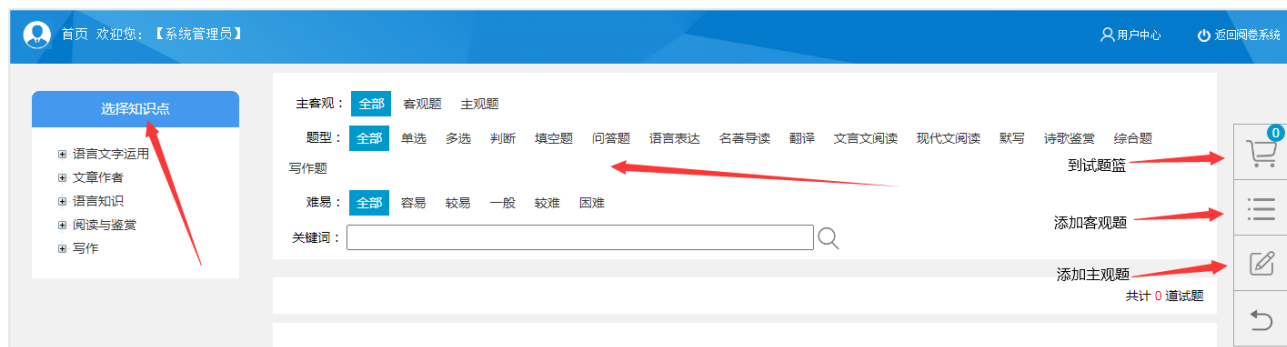 首页 欢迎您: 【系统管理员】
用户中心
返回阅卷系统
选择知识点
语言文字运用
文章作者
语言知识
阅读与鉴赏
写作
主客观： 全部 客观题 主观题
题型： 全部 单选 多选 判断 填空题 问答题 语言表达 名著导读 翻译 文言文阅读 现代文阅读 默写 诗歌鉴赏 综合题
写作题
难易： 全部 容易 较易 一般 较难 困难
关键词：
共计 0 道试题
0
到试题篮
添加客观题
添加主观题